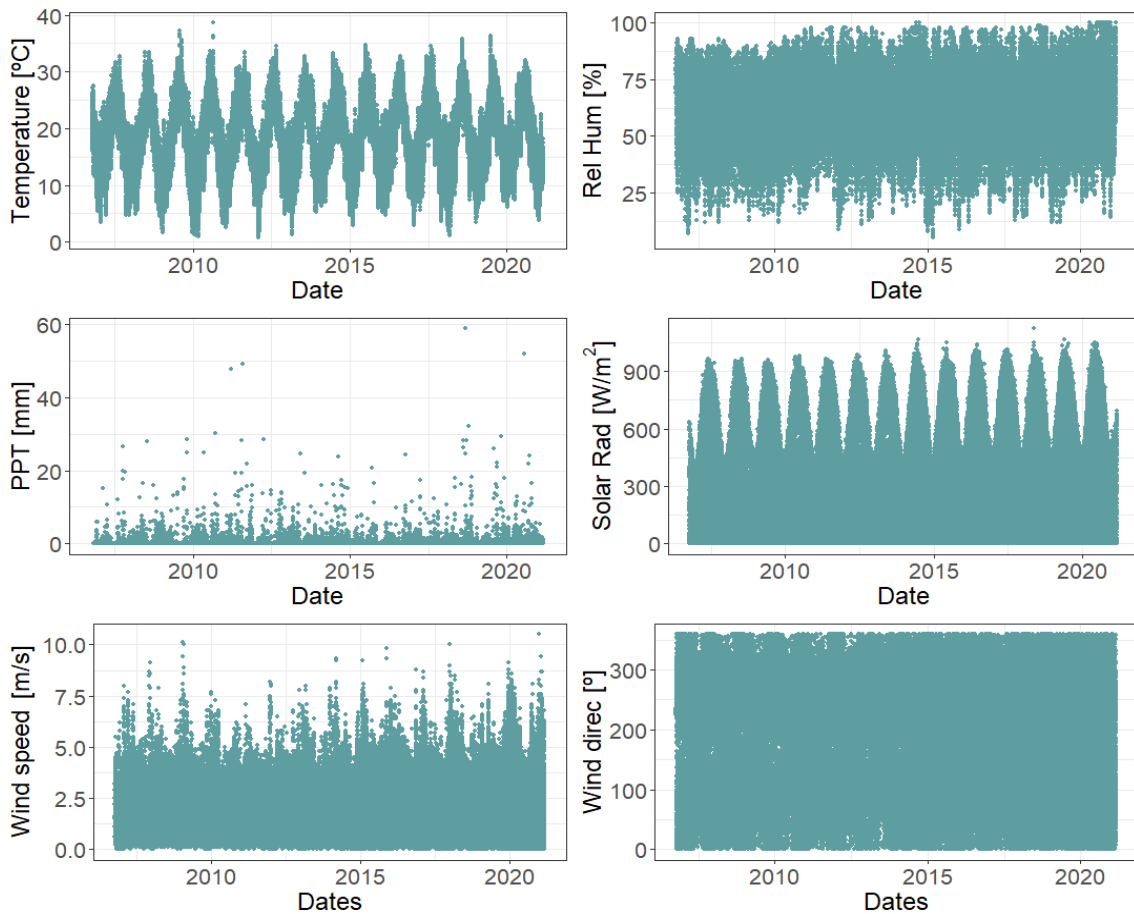 Temperature [ºC]
40
30
20
10
0
2010 2015 2020
Date
Rel Hum [%]
100
75
50
25
2010 2015 2020
Date
PPT [mm]
60
40
20
0
2010 2015 2020
Date
Solar Rad [W/m²]
900
600
300
0
2010 2015 2020
Date
Wind speed [m/s]
10.0
7.5
5.0
2.5
0.0
2010 2015 2020
Dates
Wind direc [º]
300
200
100
0
2010 2015 2020
Dates